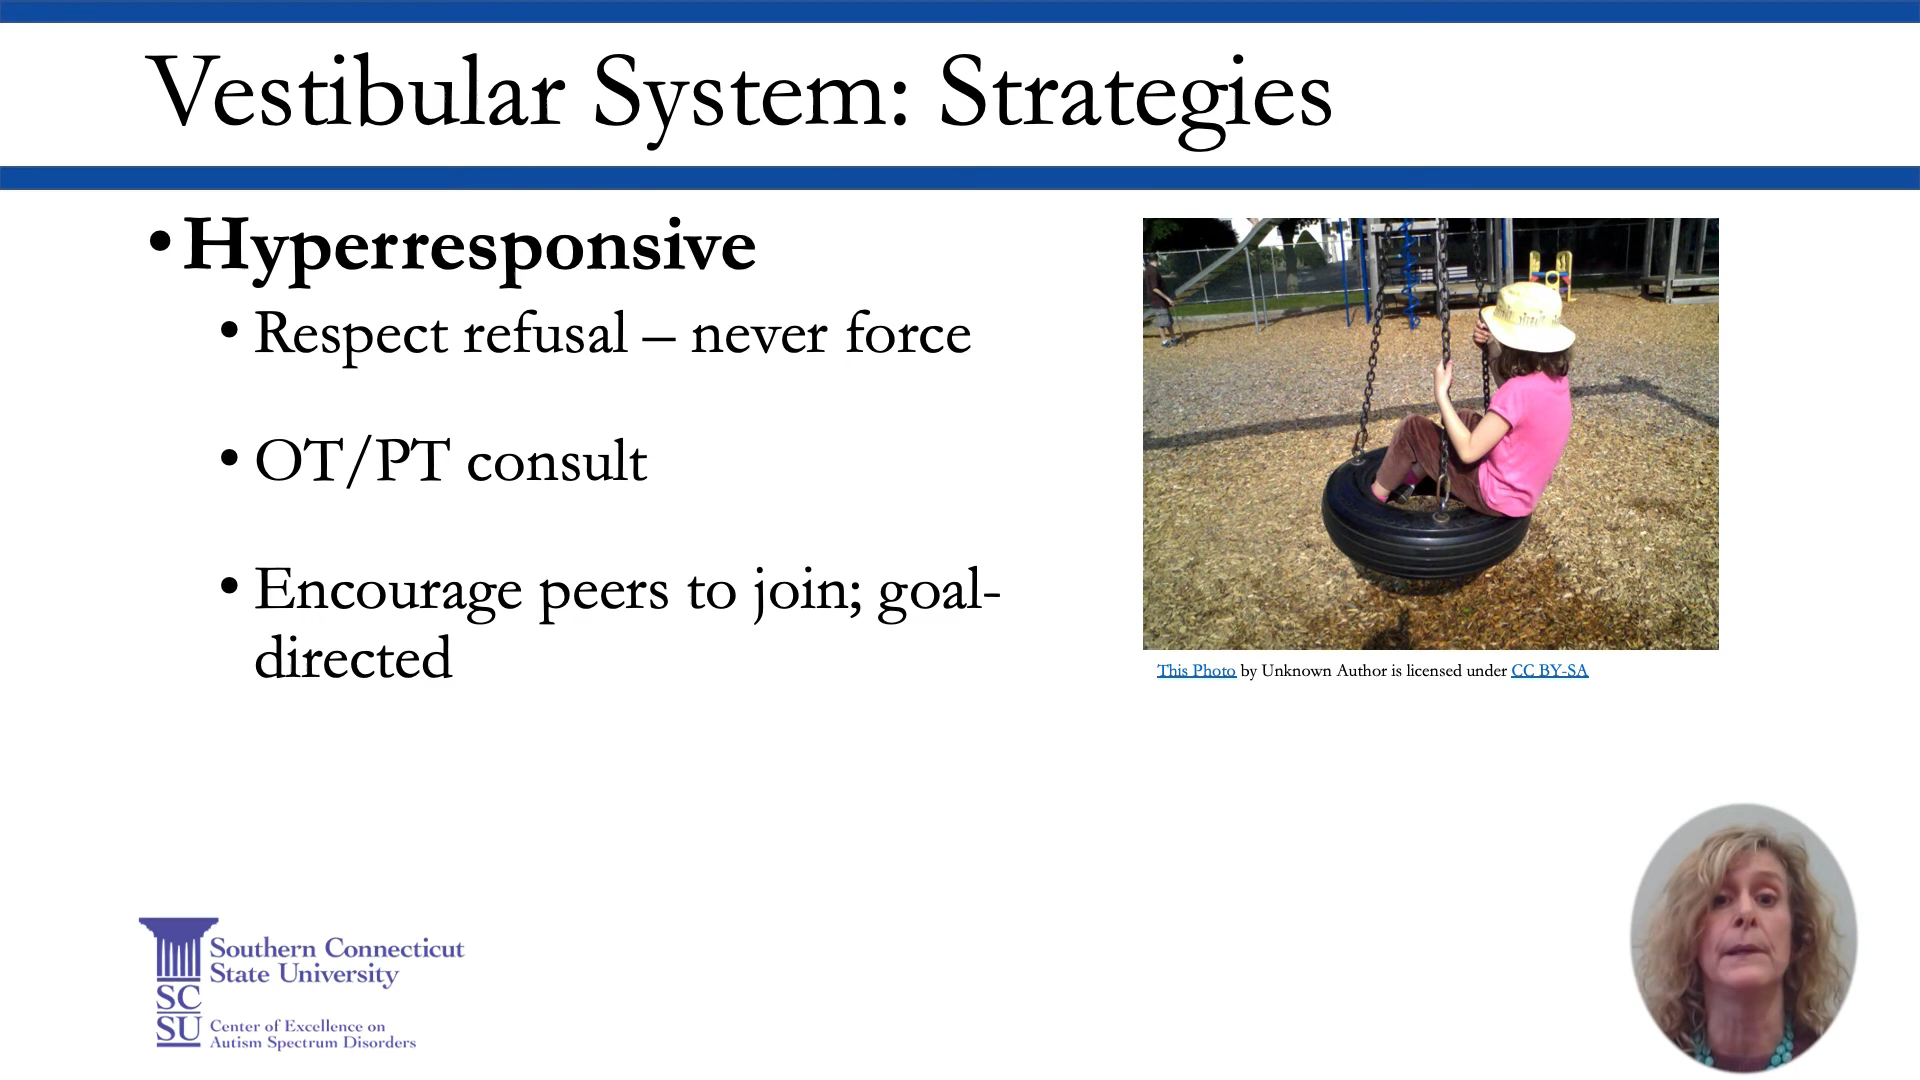 Vestibular System: Strategies
•Hyperresponsive
• Respect refusal – never force
• OT/PT consult
• Encourage peers to join; goal-
directed
This Photo by Unknown Author is licensed under CC BY-SA
Southern Connecticut
State University
SC
SU
Center of Excellence on
Autism Spectrum Disorders